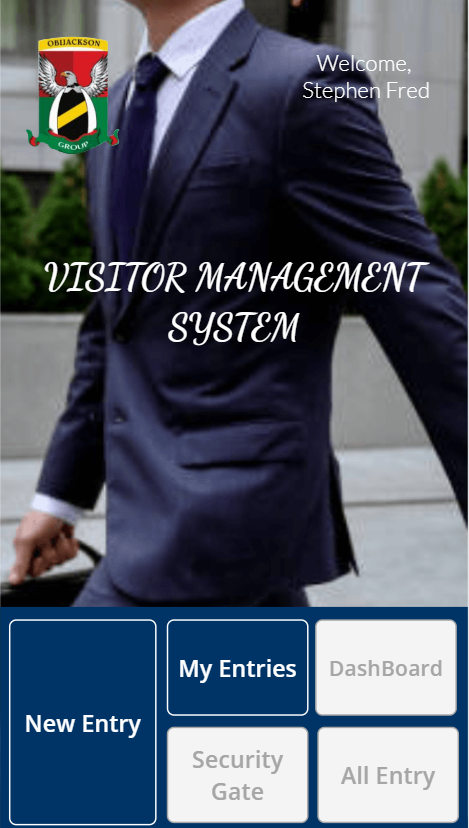 OBIJACKSON
GROUP
Welcome,
Stephen Fred
VISITOR MANAGEMENT
SYSTEM
New Entry
My Entries
DashBoard
Security
Gate
All Entry